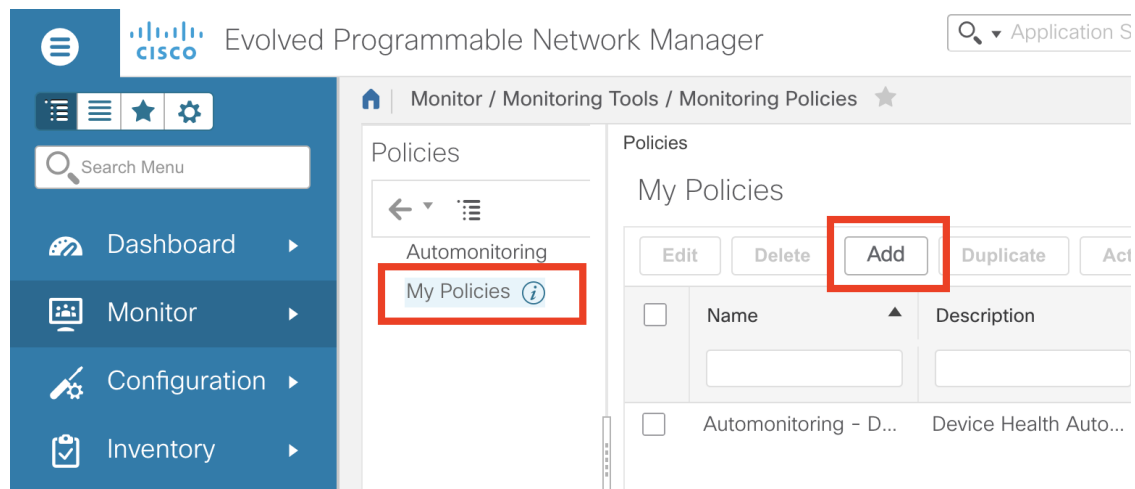 CISCO
Evolved Programmable Network Manager
Application S
Monitor / Monitoring Tools / Monitoring Policies
Search Menu
Dashboard
Monitor
Configuration
Inventory
Policies
Automonitoring
My Policies
Policies
My Policies
Edit Delete Add Duplicate Act
Name Description
Automonitoring - D... Device Health Auto...